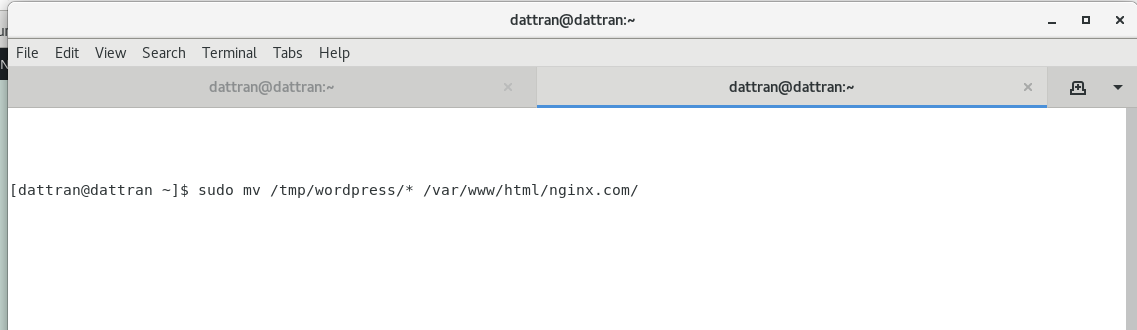 dattran@dattran:~
File Edit View Search Terminal Tabs Help
dattran@dattran:~ × dattran@dattran:~ ×
[dattran@dattran ~]$ sudo mv /tmp/wordpress/* /var/www/html/nginx.com/